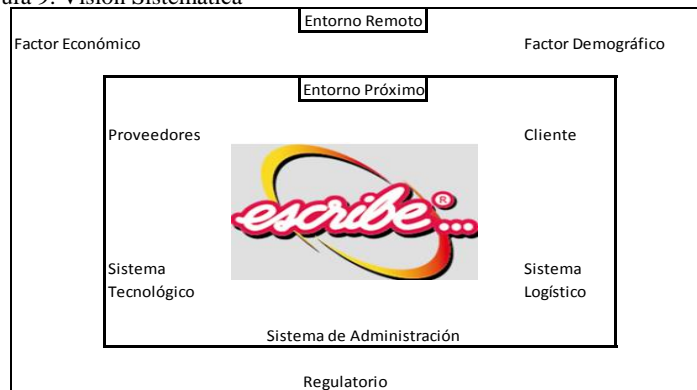 Entorno Remoto
Factor Económico
Factor Demográfico
Entorno Próximo
Proveedores
Cliente
escribe...®
Sistema
Tecnológico
Sistema
Logístico
Sistema de Administración
Regulatorio